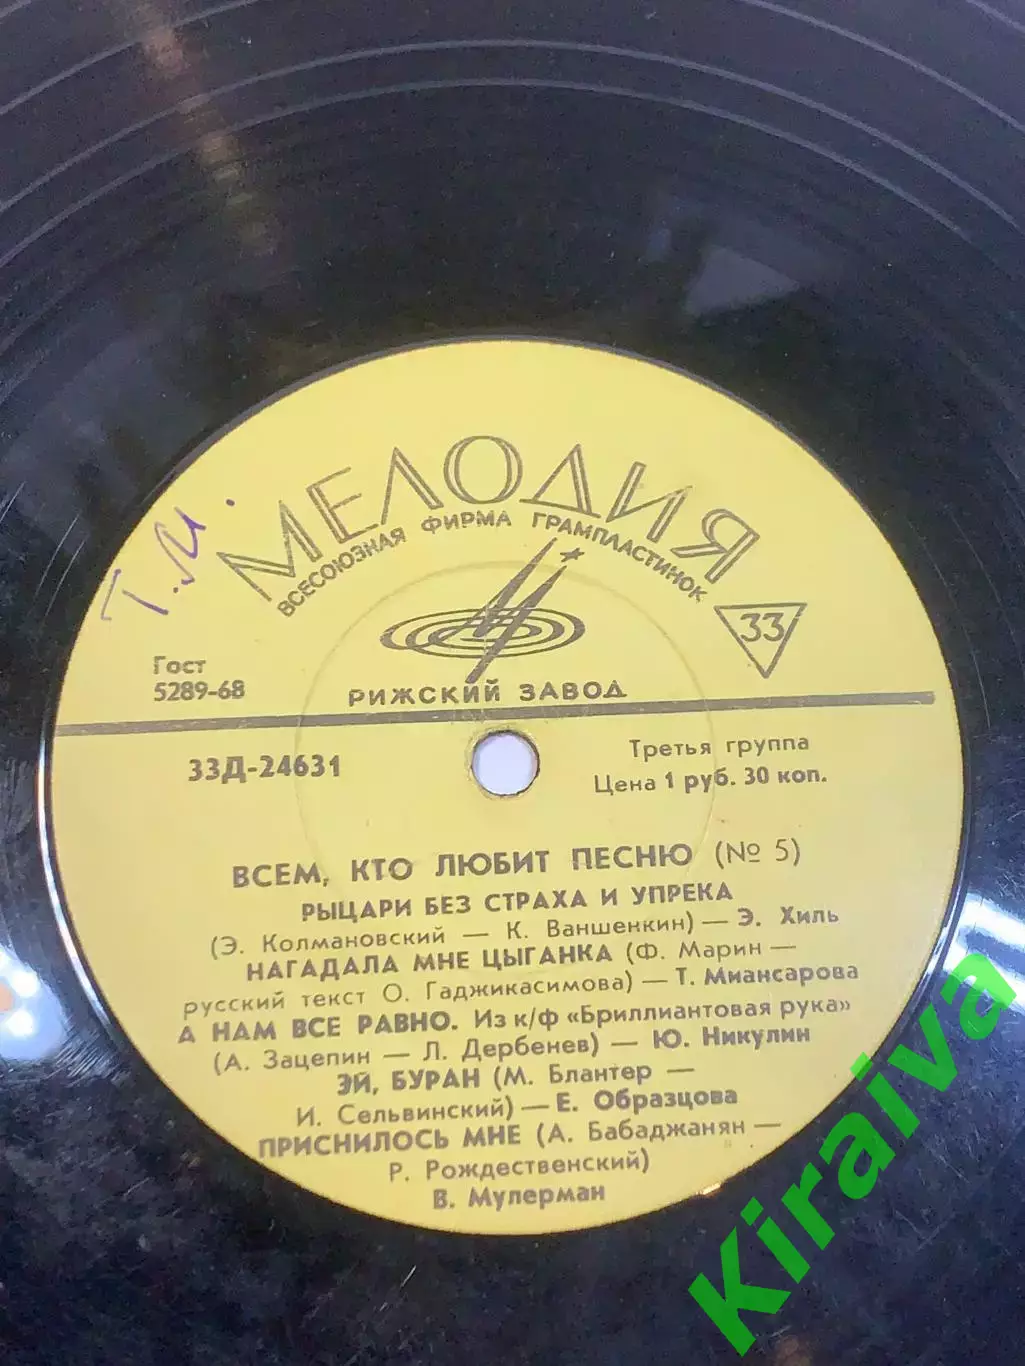 Т.М.
МЕЛОДИЯ
ВСЕСОЮЗНАЯ ФИРМА ГРАМПЛАСТИНОК
33
Гост
5289-68
РИЖСКИЙ ЗАВОД
33Д-24631
Третья группа
Цена 1 руб. 30 коп.
ВСЕМ, КТО ЛЮБИТ ПЕСНЮ (№ 5)
РЫЦАРИ БЕЗ СТРАХА И УПРЕКА
(Э. Колмановский — К. Ваншенкин) — Э. Хиль
НАГАДАЛА МНЕ ЦЫГАНКА (Ф. Марин —
русский текст О. Гаджикасимова) — Т. Миансарова
А НАМ ВСЕ РАВНО. Из к/ф «Бриллиантовая рука»
(А. Зацепин — Л. Дербенев) — Ю. Никулин
ЭЙ, БУРАН (М. Блантер —
И. Сельвинский) — Е. Образцова
ПРИСНИЛОСЬ МНЕ (А. Бабаджанян —
Р. Рождественский)
В. Мулерман
Kiraiva